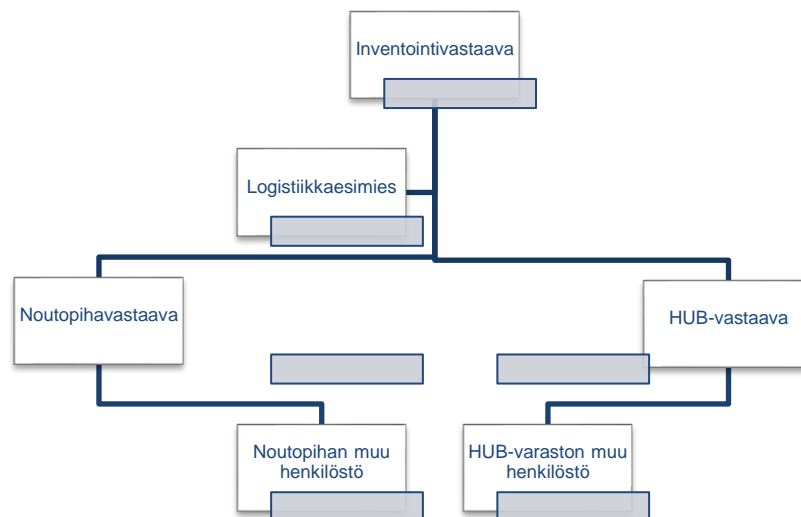 Inventointivastaava
Logistiikkaesimies
Noutopihavastaava
HUB-vastaava
Noutopihan muu
henkilöstö
HUB-varaston muu
henkilöstö